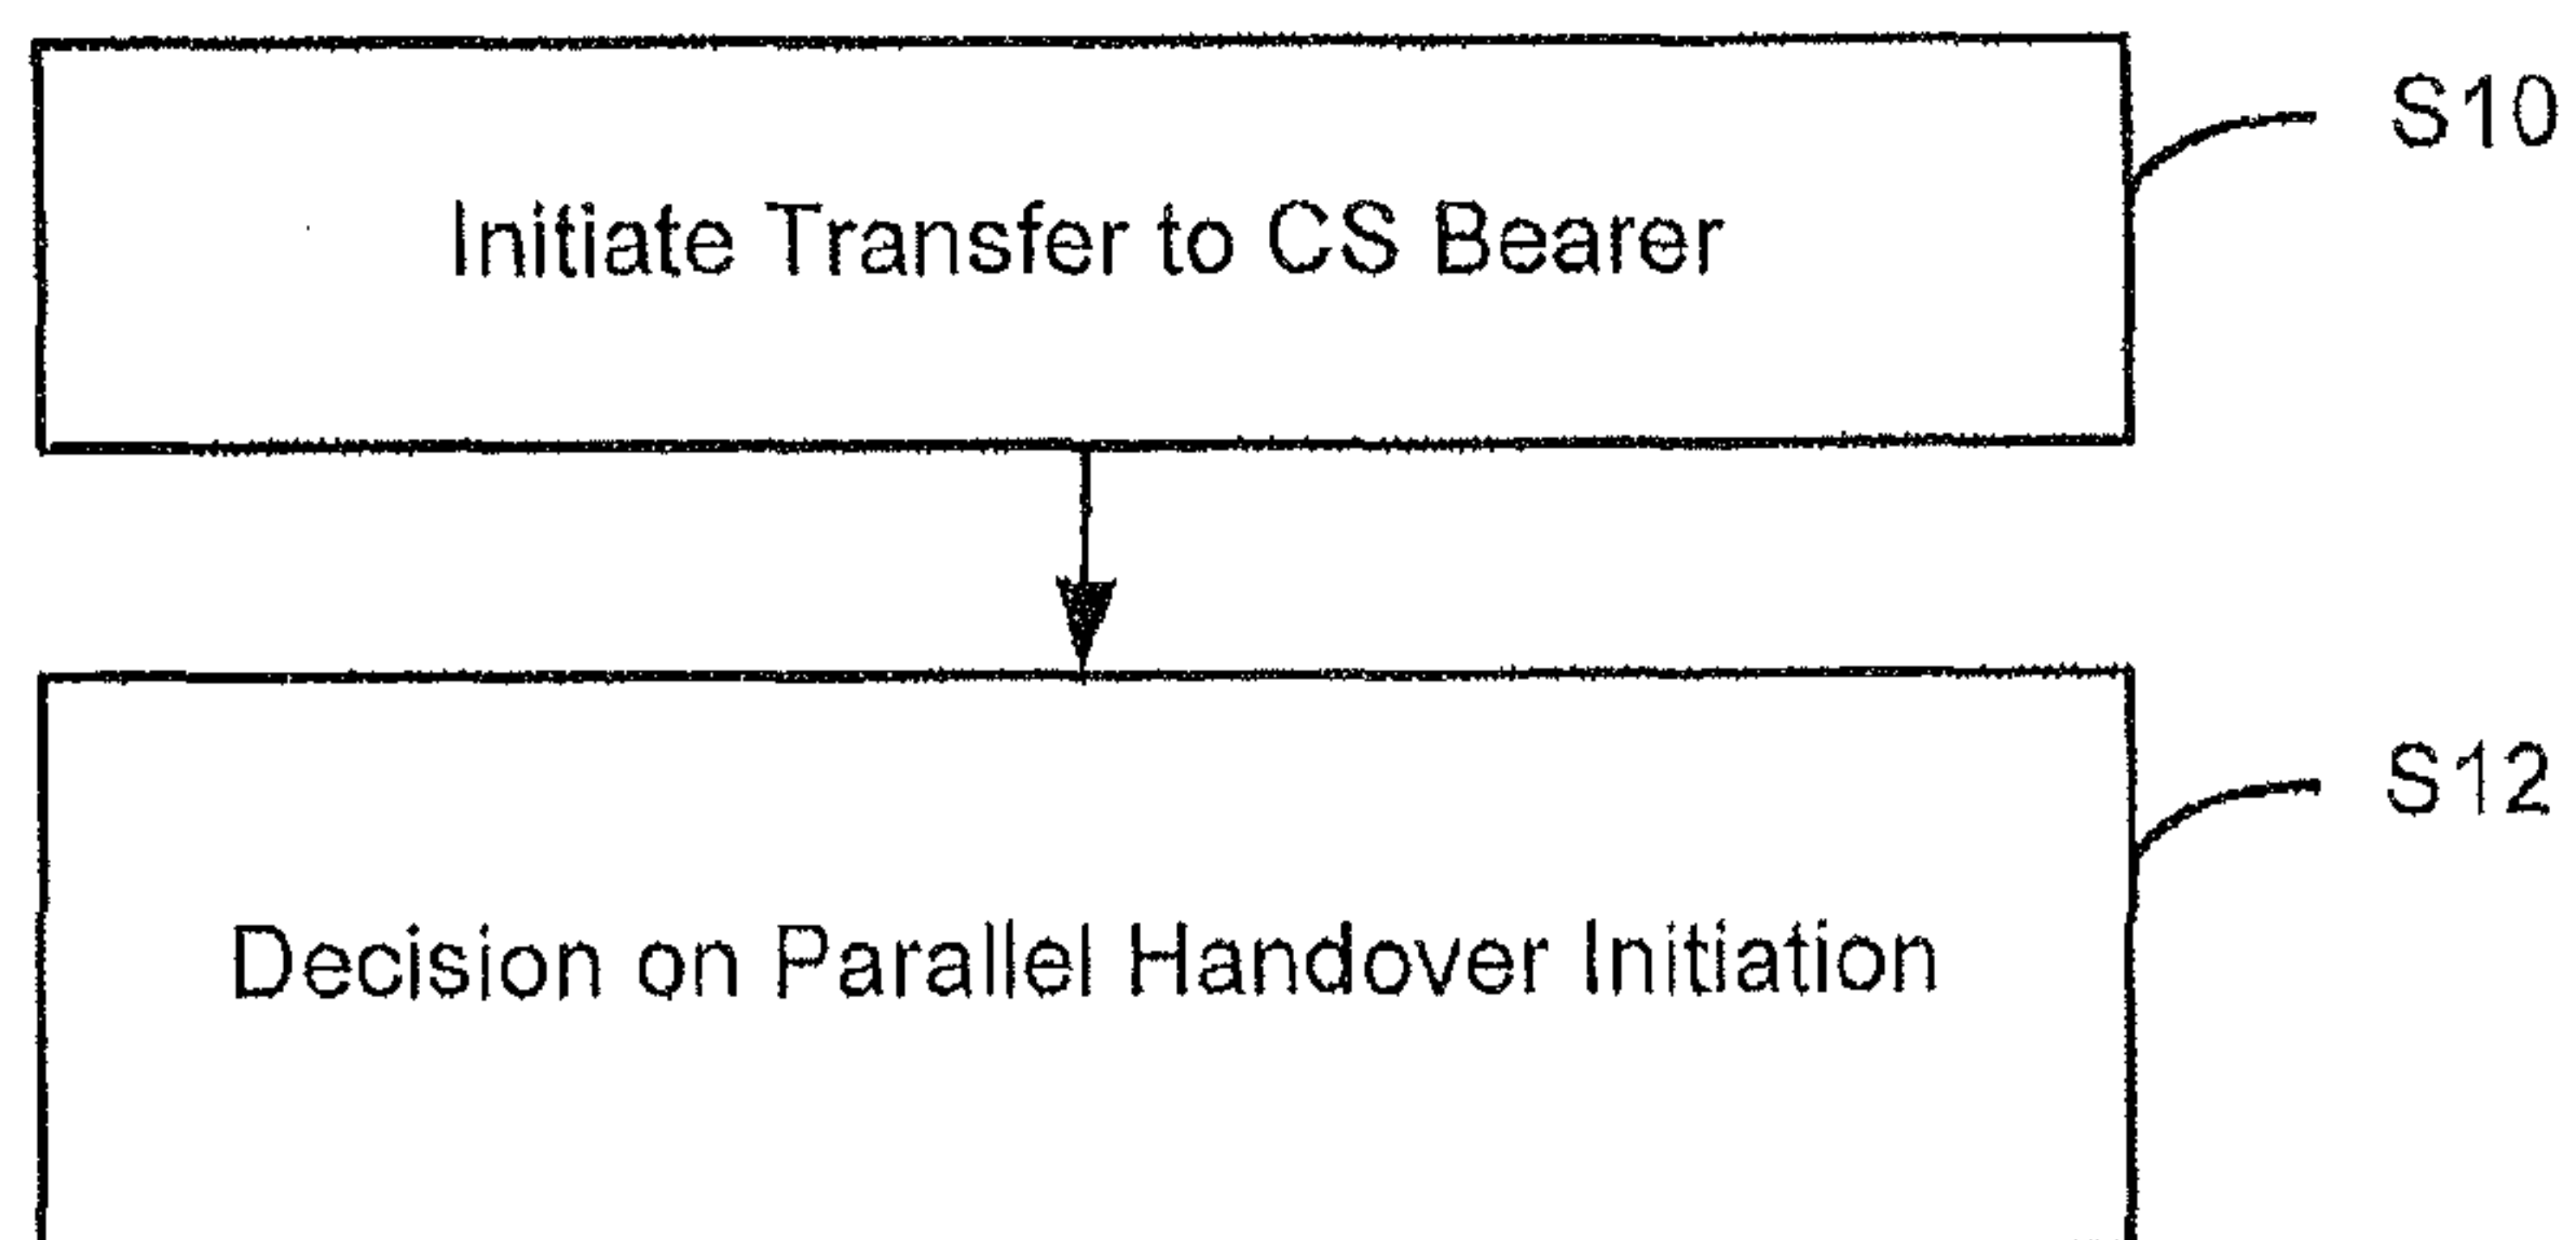 S10
Initiate Transfer to CS Bearer
S12
Decision on Parallel Handover Initiation